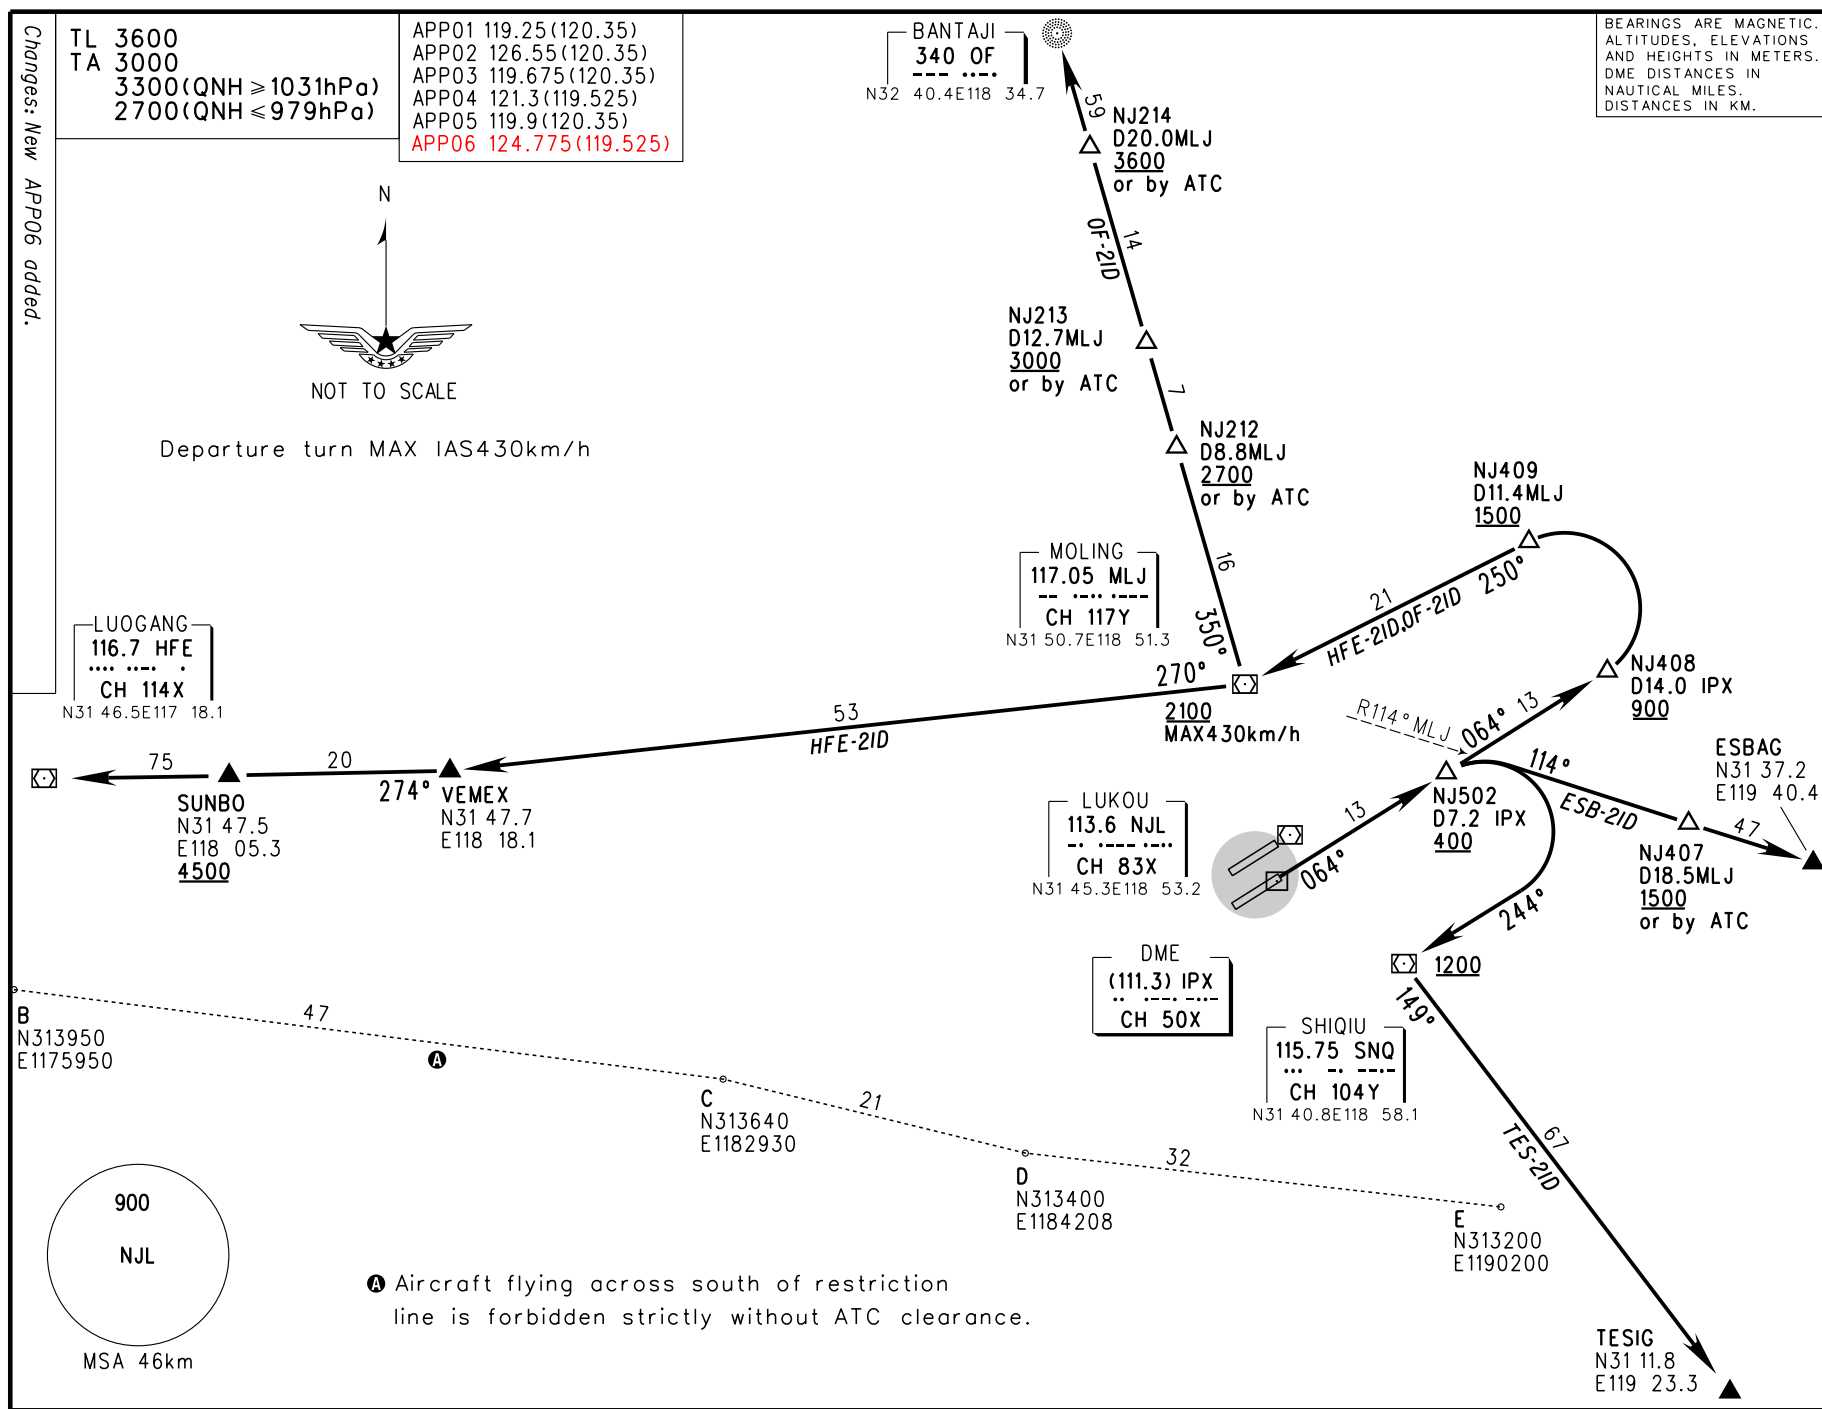 Changes: New APP06 added.
TL 3600
TA 3000
3300(QNH ≥ 1031hPa)
2700(QNH ≤ 979hPa)
APP01 119.25(120.35)
APP02 126.55(120.35)
APP03 119.675(120.35)
APP04 121.3(119.525)
APP05 119.9(120.35)
APP06 124.775(119.525)
BANTAJI
340 OF
N32 40.4E118 34.7
BEARINGS ARE MAGNETIC.
ALTITUDES, ELEVATIONS
AND HEIGHTS IN METERS.
DME DISTANCES IN
NAUTICAL MILES.
DISTANCES IN KM.
N
NOT TO SCALE
Departure turn MAX IAS430km/h
59
NJ214
D20.0MLJ
3600
or by ATC
14
OF-21D
NJ213
D12.7MLJ
3000
or by ATC
7
NJ212
D8.8MLJ
2700
or by ATC
16
350°
NJ409
D11.4MLJ
1500
250°
21
HFE-21D,OF-21D
MOLING
117.05 MLJ
CH 117Y
N31 50.7E118 51.3
270°
2100
MAX430km/h
LUOGANG
116.7 HFE
CH 114X
N31 46.5E117 18.1
53
HFE-21D
75
20
274°
SUNBO
N31 47.5
E118 05.3
4500
VEMEX
N31 47.7
E118 18.1
NJ408
D14.0 IPX
900
R114°MLJ
064°
13
114°
ESB-21D
ESBAG
N31 37.2
E119 40.4
47
NJ502
D7.2 IPX
400
NJ407
D18.5MLJ
1500
or by ATC
LUKOU
113.6 NJL
CH 83X
N31 45.3E118 53.2
13
064°
244°
1200
DME
(111.3) IPX
CH 50X
149°
SHIQIU
115.75 SNQ
CH 104Y
N31 40.8E118 58.1
67
TES-21D
B
N313950
E1175950
47
A
C
N313640
E1182930
21
D
N313400
E1184208
32
E
N313200
E1190200
900
NJL
MSA 46km
A Aircraft flying across south of restriction
line is forbidden strictly without ATC clearance.
TESIG
N31 11.8
E119 23.3